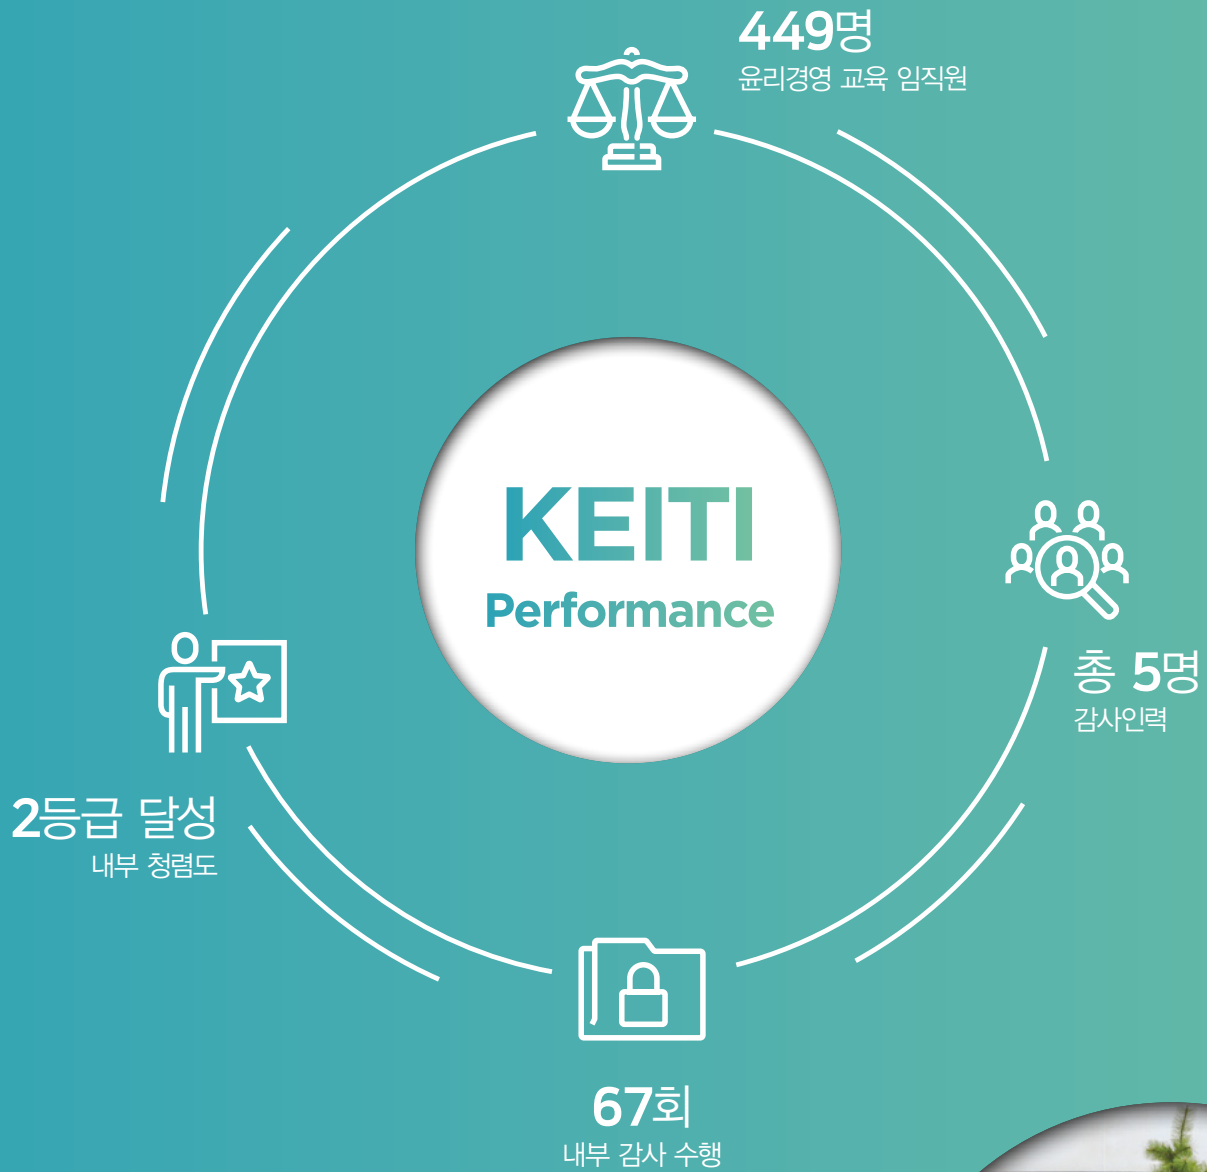 449명
윤리경영 교육 임직원
KEITI
Performance
총 5명
감사인력
2등급 달성
내부 청렴도
67회
내부 감사 수행